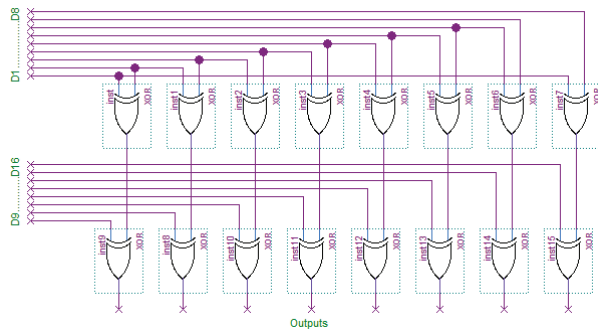 D1.......D8
inst XOR
inst1 XOR
inst2 XOR
inst3 XOR
inst4 XOR
inst5 XOR
inst6 XOR
inst7 XOR
D9.......D16
inst9 XOR
inst8 XOR
inst10 XOR
inst11 XOR
inst12 XOR
inst13 XOR
inst14 XOR
inst15 XOR
Outputs